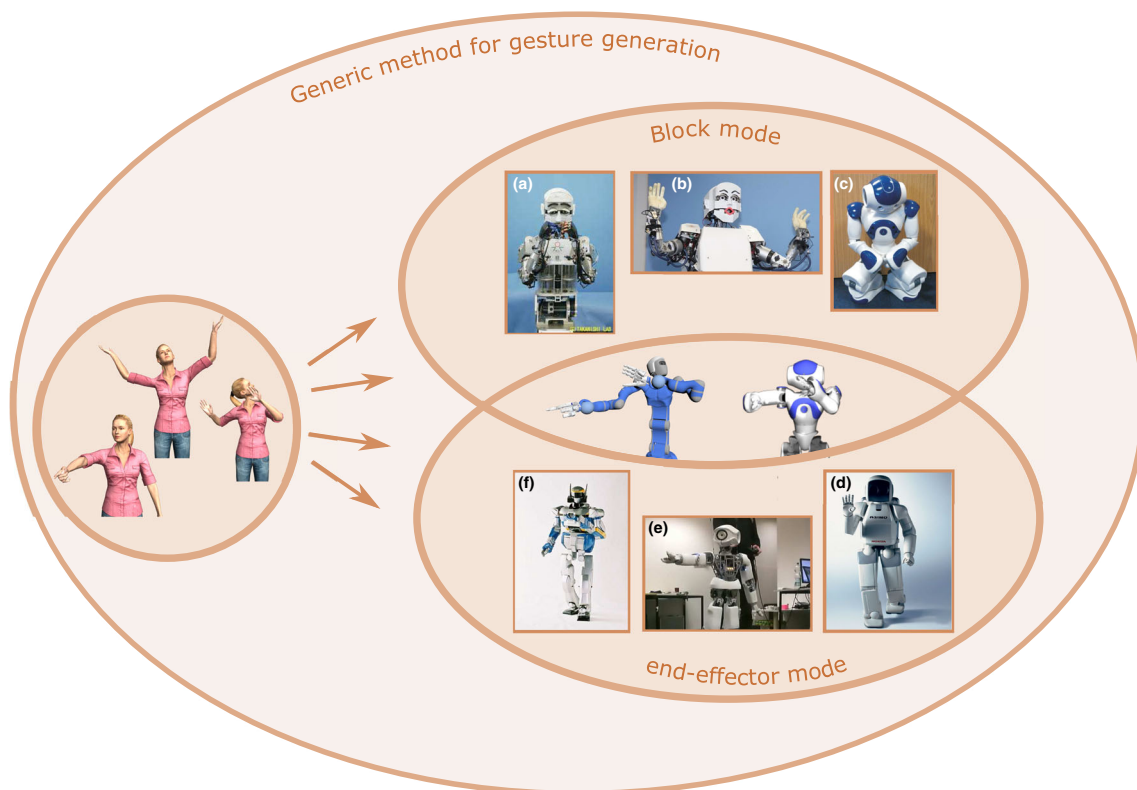 Generic method for gesture generation
Block mode
(a)
(b)
(c)
(f)
(e)
(d)
end-effector mode